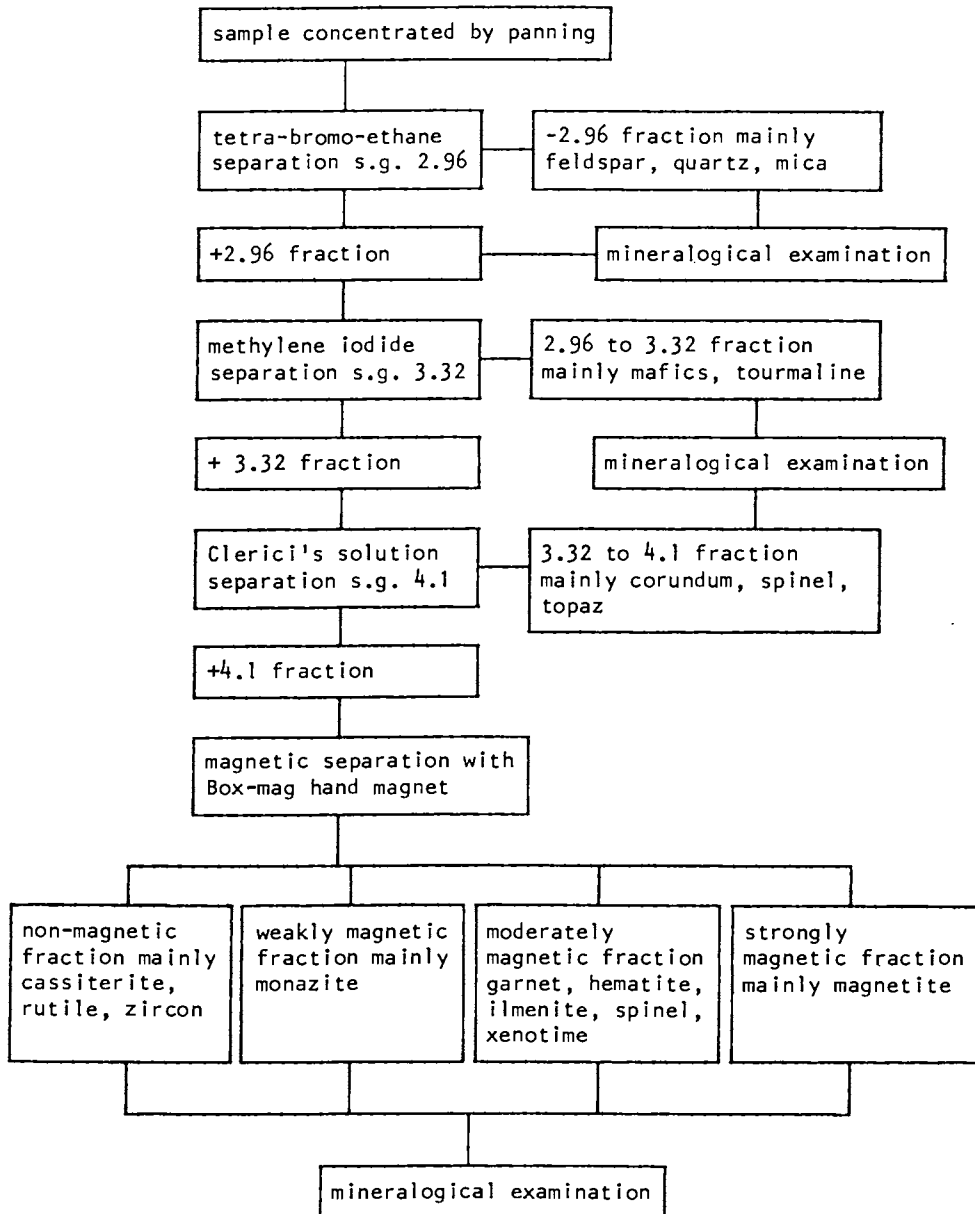 sample concentrated by panning
tetra-bromo-ethane
separation s.g. 2.96
-2.96 fraction mainly
feldspar, quartz, mica
+2.96 fraction
mineralogical examination
methylene iodide
separation s.g. 3.32
2.96 to 3.32 fraction
mainly mafics, tourmaline
+ 3.32 fraction
mineralogical examination
Clerici's solution
separation s.g. 4.1
3.32 to 4.1 fraction
mainly corundum, spinel,
topaz
+4.1 fraction
magnetic separation with
Box-mag hand magnet
non-magnetic
fraction mainly
cassiterite,
rutile, zircon
weakly magnetic
fraction mainly
monazite
moderately
magnetic fraction
garnet, hematite,
ilmenite, spinel,
xenotime
strongly
magnetic fraction
mainly magnetite
mineralogical examination